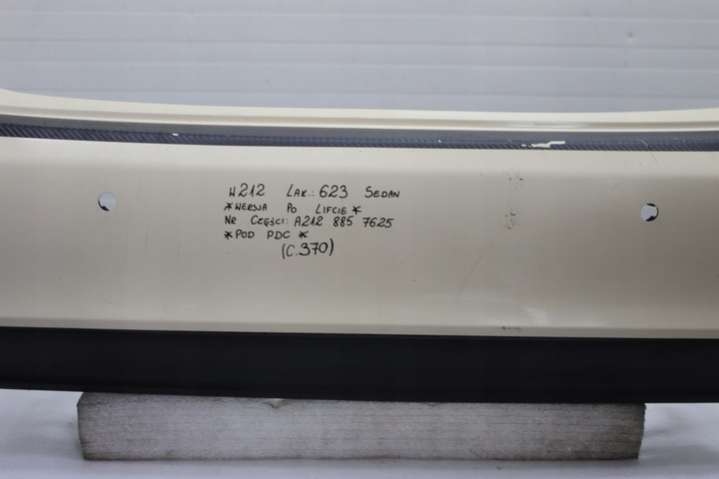 W212 LAK.: 623 SEDAN
*WERSJA PO LIFCIE*
NR CZĘŚCI: A212 885 7625
*POD PDC*
(C.370)